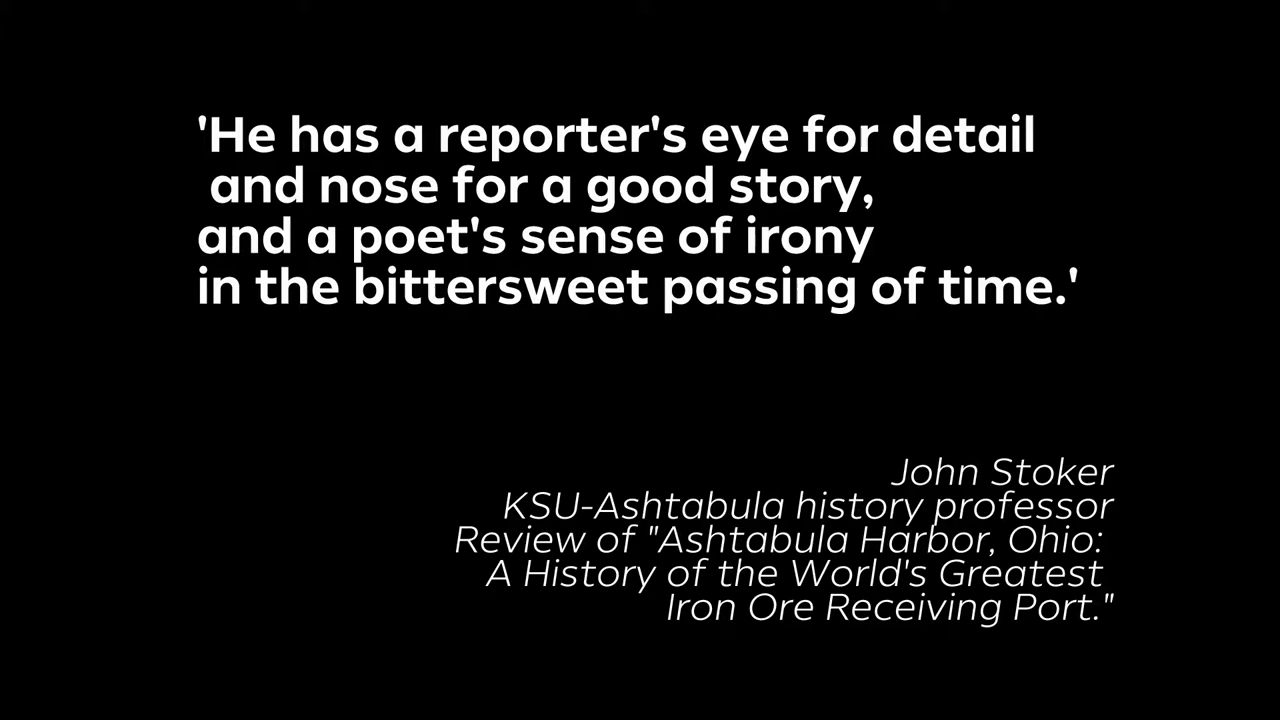 'He has a reporter's eye for detail
and nose for a good story,
and a poet's sense of irony
in the bittersweet passing of time.'
John Stoker
KSU-Ashtabula history professor
Review of "Ashtabula Harbor, Ohio:
A History of the World's Greatest
Iron Ore Receiving Port."